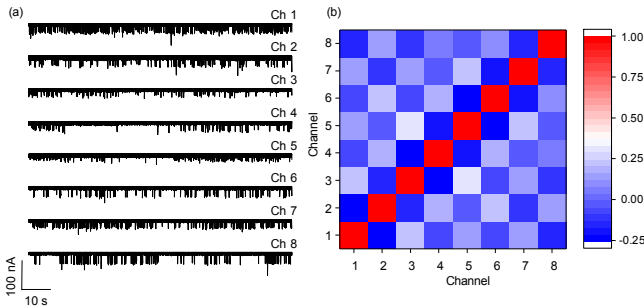 (a)
Ch 1
Ch 2
Ch 3
Ch 4
Ch 5
Ch 6
Ch 7
Ch 8
100 nA
10 s
(b)
8
7
6
5
4
3
2
1
Channel
1 2 3 4 5 6 7 8
Channel
1.00
0.75
0.50
0.25
0.00
-0.25